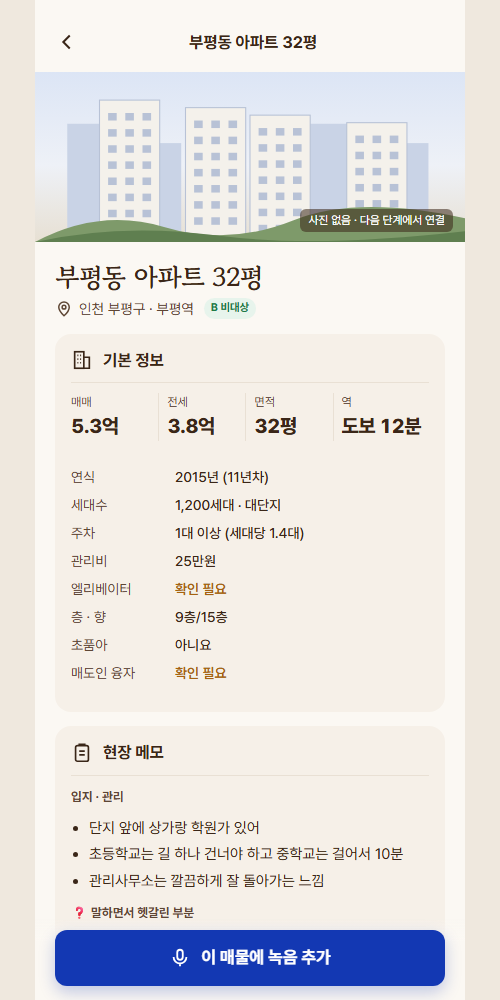 부평동 아파트 32평
사진 없음 · 다음 단계에서 연결
부평동 아파트 32평
인천 부평구 · 부평역 B 비대상
기본 정보
매매 전세 면적 역
5.3억 3.8억 32평 도보 12분
연식 2015년 (11년차)
세대수 1,200세대 · 대단지
주차 1대 이상 (세대당 1.4대)
관리비 25만원
엘리베이터 확인 필요
층 · 향 9층/15층
초품아 아니요
매도인 융자 확인 필요
현장 메모
입지 · 관리
• 단지 앞에 상가랑 학원가 있어
• 초등학교는 길 하나 건너야 하고 중학교는 걸어서 10분
• 관리사무소는 깔끔하게 잘 돌아가는 느낌
❓ 말하면서 헷갈린 부분
이 매물에 녹음 추가